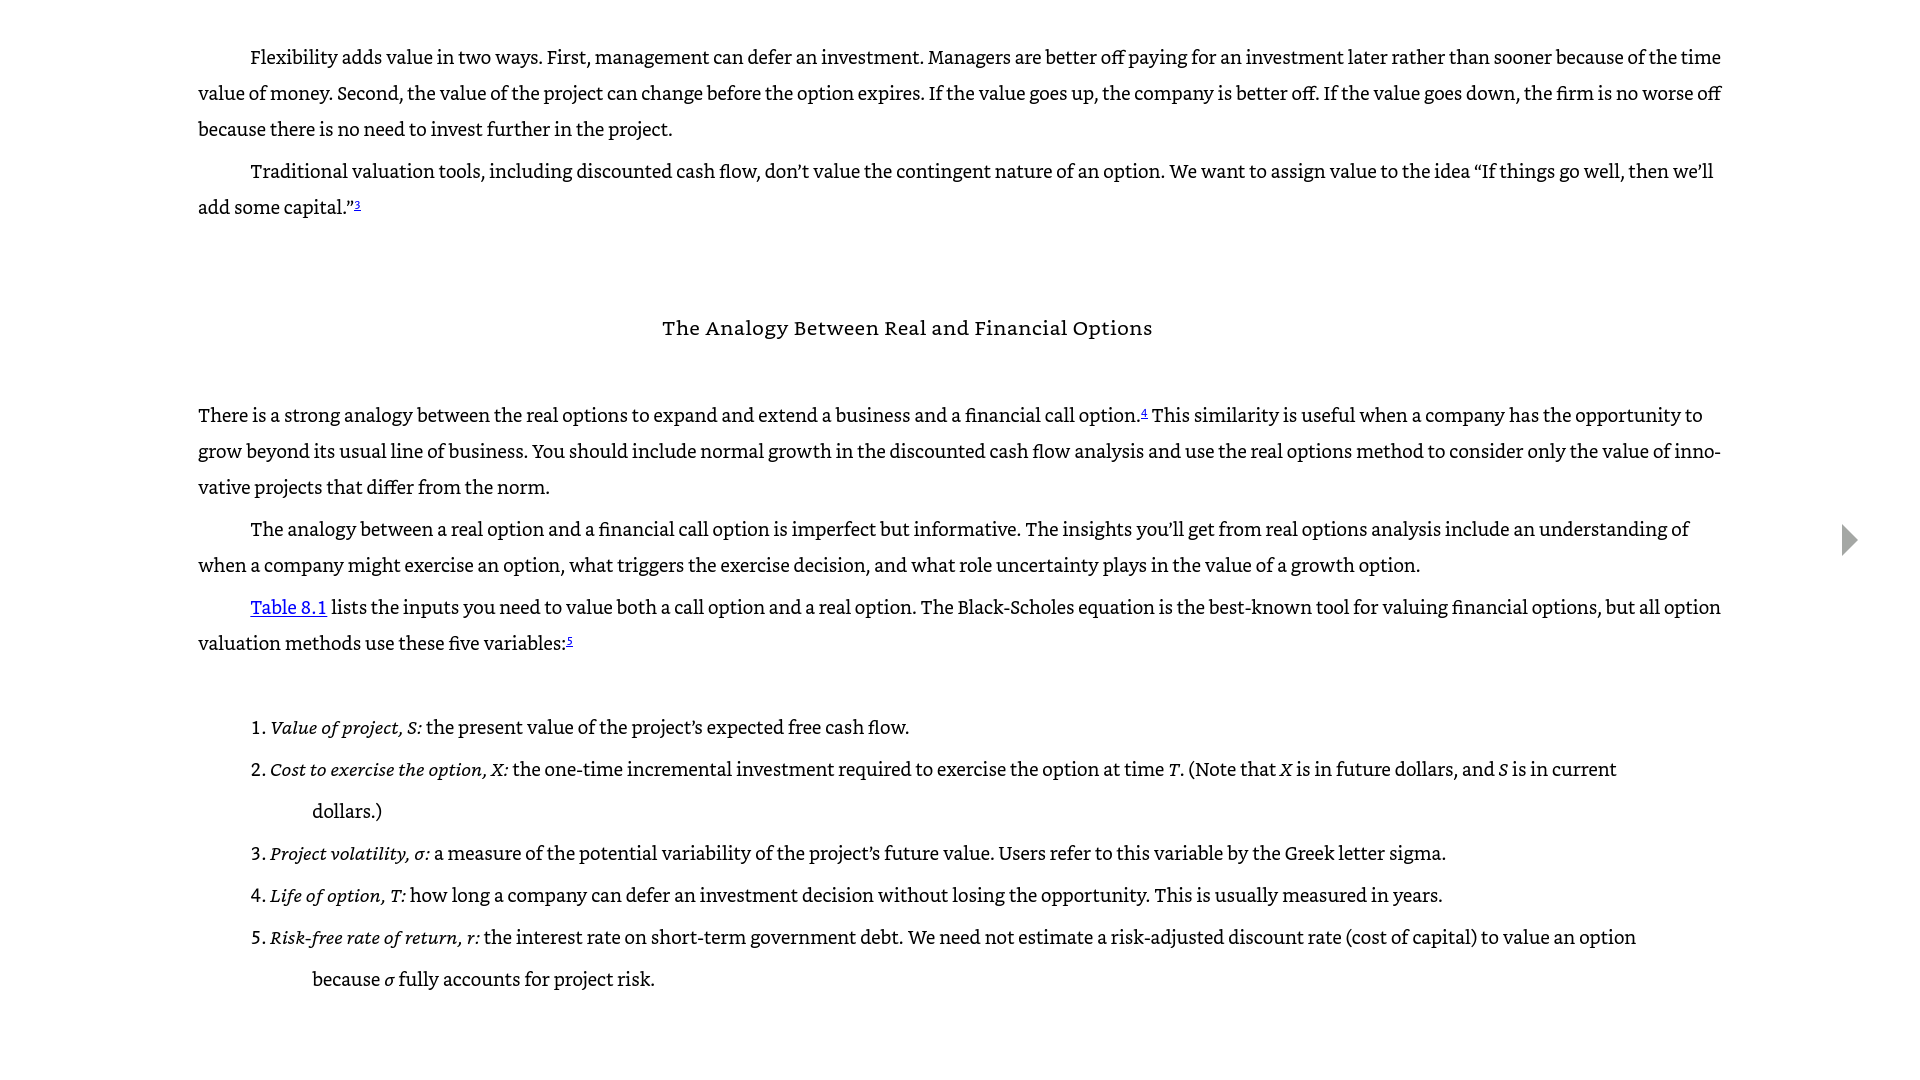 Flexibility adds value in two ways. First, management can defer an investment. Managers are better off paying for an investment later rather than sooner because of the time
value of money. Second, the value of the project can change before the option expires. If the value goes up, the company is better off. If the value goes down, the firm is no worse off
because there is no need to invest further in the project.
Traditional valuation tools, including discounted cash flow, don’t value the contingent nature of an option. We want to assign value to the idea “If things go well, then we’ll
add some capital.”3
The Analogy Between Real and Financial Options
There is a strong analogy between the real options to expand and extend a business and a financial call option.4 This similarity is useful when a company has the opportunity to
grow beyond its usual line of business. You should include normal growth in the discounted cash flow analysis and use the real options method to consider only the value of inno-
vative projects that differ from the norm.
The analogy between a real option and a financial call option is imperfect but informative. The insights you’ll get from real options analysis include an understanding of
when a company might exercise an option, what triggers the exercise decision, and what role uncertainty plays in the value of a growth option.
Table 8.1 lists the inputs you need to value both a call option and a real option. The Black-Scholes equation is the best-known tool for valuing financial options, but all option
valuation methods use these five variables:5
1. Value of project, S: the present value of the project’s expected free cash flow.
2. Cost to exercise the option, X: the one-time incremental investment required to exercise the option at time T. (Note that X is in future dollars, and S is in current
dollars.)
3. Project volatility, σ: a measure of the potential variability of the project’s future value. Users refer to this variable by the Greek letter sigma.
4. Life of option, T: how long a company can defer an investment decision without losing the opportunity. This is usually measured in years.
5. Risk-free rate of return, r: the interest rate on short-term government debt. We need not estimate a risk-adjusted discount rate (cost of capital) to value an option
because σ fully accounts for project risk.